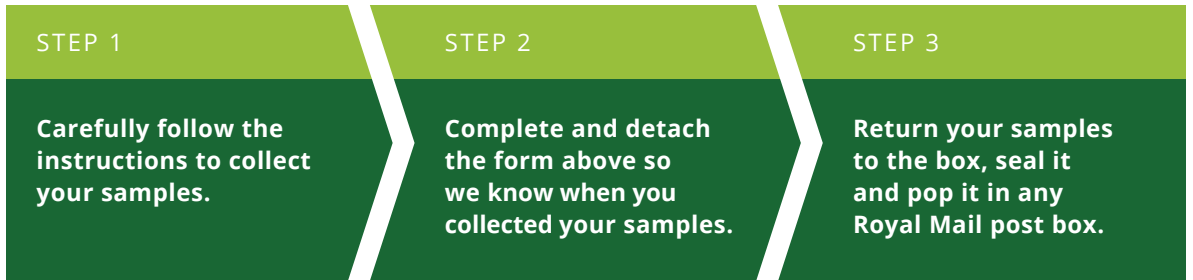 STEP 1
Carefully follow the
instructions to collect
your samples.
STEP 2
Complete and detach
the form above so
we know when you
collected your samples.
STEP 3
Return your samples
to the box, seal it
and pop it in any
Royal Mail post box.